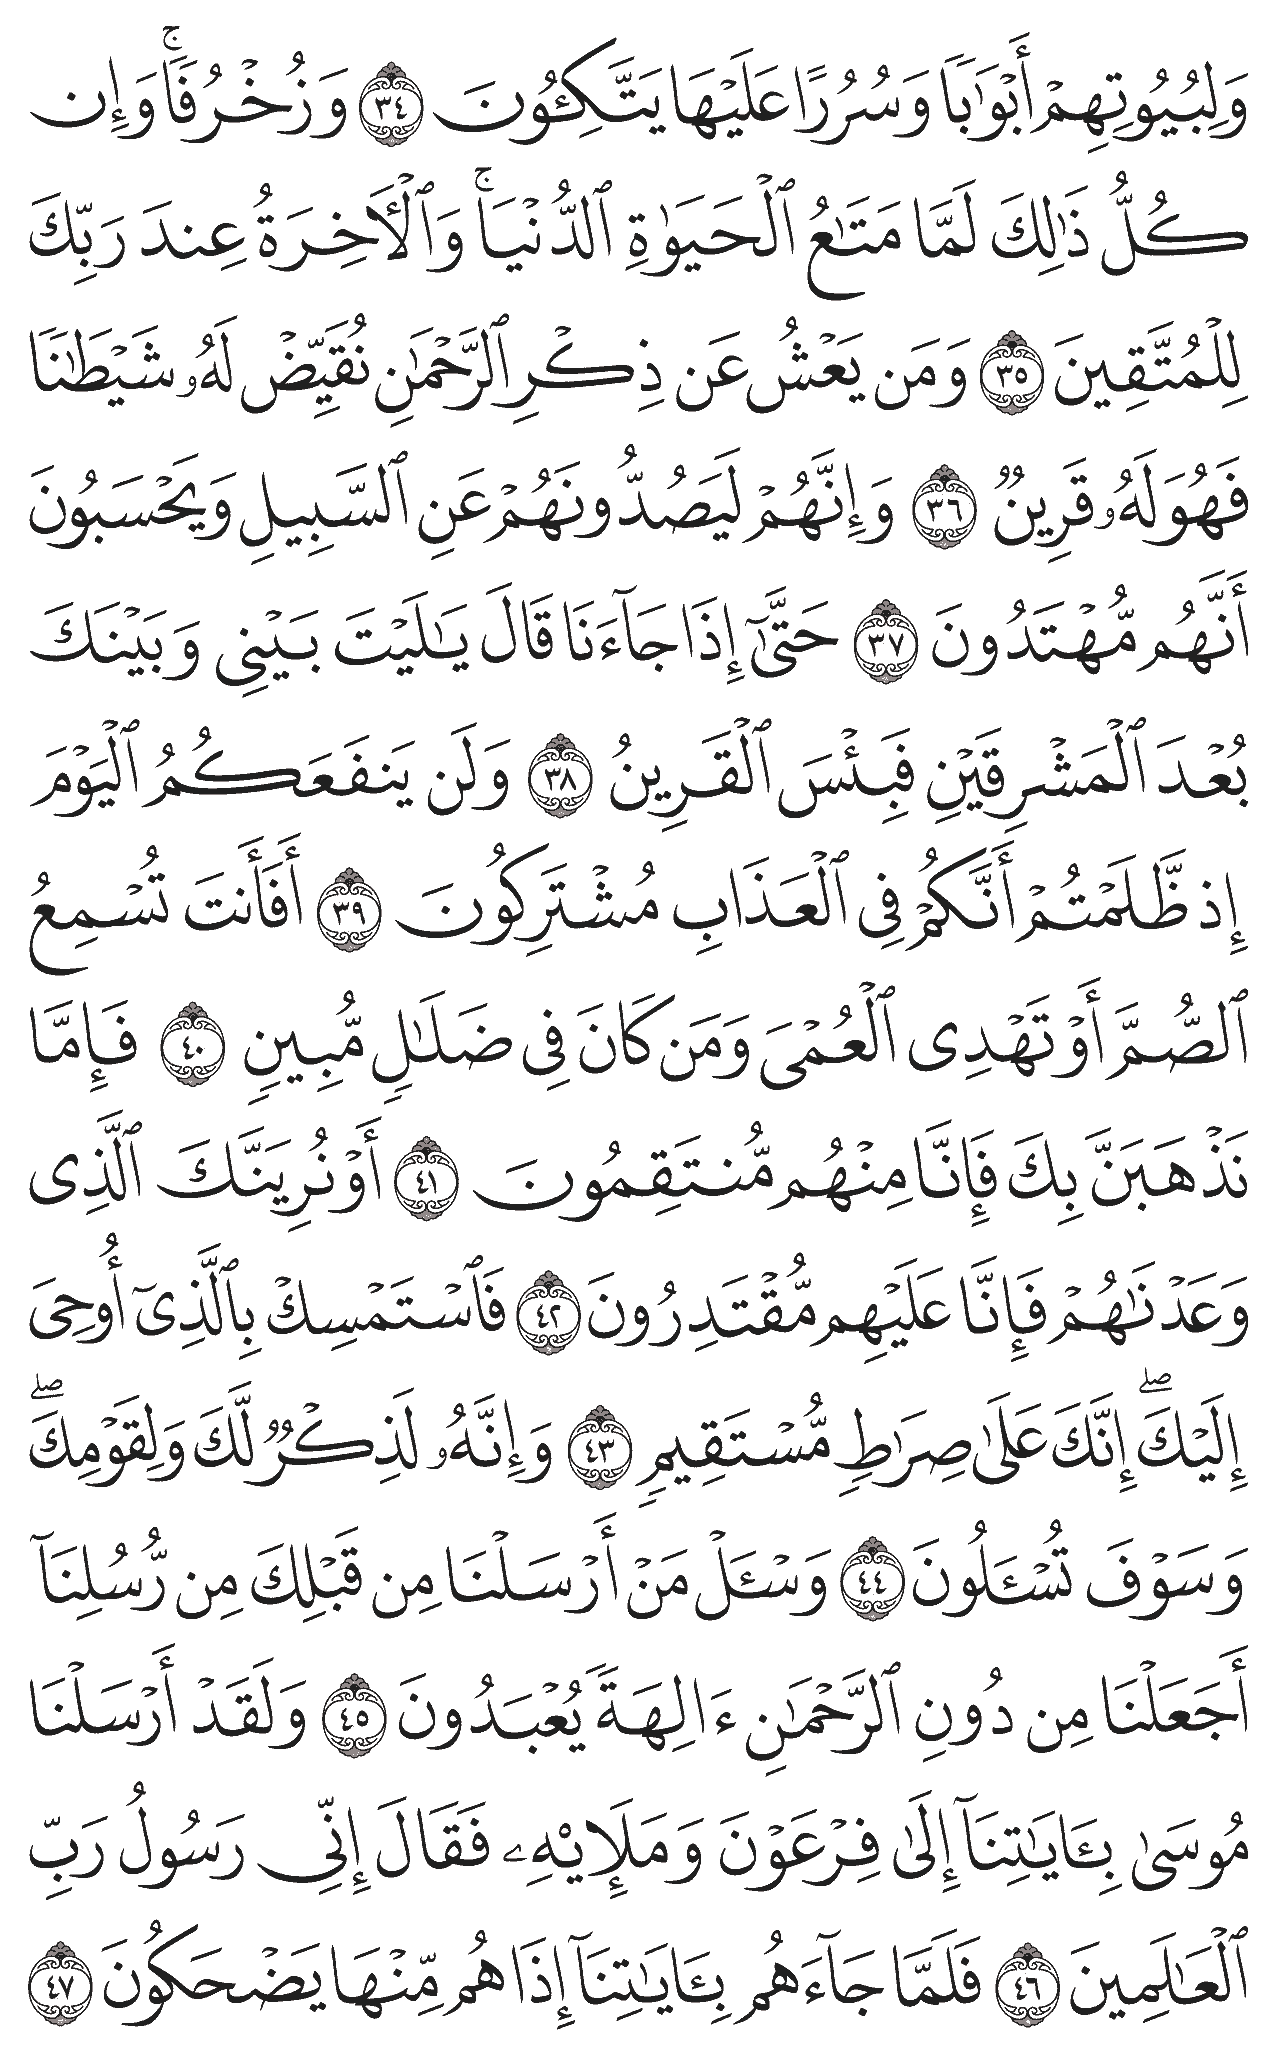 وَلِبُيُوتِهِمْ أَبْوَٰبًا وَسُرُرًا عَلَيْهَا يَتَّكِـُٔونَ ٣٤ وَزُخْرُفًا ۚ وَإِن
كُلُّ ذَٰلِكَ لَمَّا مَتَـٰعُ ٱلْحَيَوٰةِ ٱلدُّنْيَا ۚ وَٱلْـَٔاخِرَةُ عِندَ رَبِّكَ
لِلْمُتَّقِينَ ٣٥ وَمَن يَعْشُ عَن ذِكْرِ ٱلرَّحْمَـٰنِ نُقَيِّضْ لَهُۥ شَيْطَـٰنًا
فَهُوَ لَهُۥ قَرِينٌ ٣٦ وَإِنَّهُمْ لَيَصُدُّونَهُمْ عَنِ ٱلسَّبِيلِ وَيَحْسَبُونَ
أَنَّهُم مُّهْتَدُونَ ٣٧ حَتَّىٰٓ إِذَا جَآءَنَا قَالَ يَـٰلَيْتَ بَيْنِى وَبَيْنَكَ
بُعْدَ ٱلْمَشْرِقَيْنِ فَبِئْسَ ٱلْقَرِينُ ٣٨ وَلَن يَنفَعَكُمُ ٱلْيَوْمَ
إِذ ظَّلَمْتُمْ أَنَّكُمْ فِى ٱلْعَذَابِ مُشْتَرِكُونَ ٣٩ أَفَأَنتَ تُسْمِعُ
ٱلصُّمَّ أَوْ تَهْدِى ٱلْعُمْىَ وَمَن كَانَ فِى ضَلَـٰلٍ مُّبِينٍ ٤٠ فَإِمَّا
نَذْهَبَنَّ بِكَ فَإِنَّا مِنْهُم مُّنتَقِمُونَ ٤١ أَوْ نُرِيَنَّكَ ٱلَّذِى
وَعَدْنَـٰهُمْ فَإِنَّا عَلَيْهِم مُّقْتَدِرُونَ ٤٢ فَٱسْتَمْسِكْ بِٱلَّذِىٓ أُوحِىَ
إِلَيْكَ ۖ إِنَّكَ عَلَىٰ صِرَٰطٍ مُّسْتَقِيمٍ ٤٣ وَإِنَّهُۥ لَذِكْرٌ لَّكَ وَلِقَوْمِكَ ۖ
وَسَوْفَ تُسْـَٔلُونَ ٤٤ وَسْـَٔلْ مَنْ أَرْسَلْنَا مِن قَبْلِكَ مِن رُّسُلِنَآ
أَجَعَلْنَا مِن دُونِ ٱلرَّحْمَـٰنِ ءَالِهَةً يُعْبَدُونَ ٤٥ وَلَقَدْ أَرْسَلْنَا
مُوسَىٰ بِـَٔايَـٰتِنَآ إِلَىٰ فِرْعَوْنَ وَمَلَإِي۟هِۦ فَقَالَ إِنِّى رَسُولُ رَبِّ
ٱلْعَـٰلَمِينَ ٤٦ فَلَمَّا جَآءَهُم بِـَٔايَـٰتِنَآ إِذَا هُم مِّنْهَا يَضْحَكُونَ ٤٧